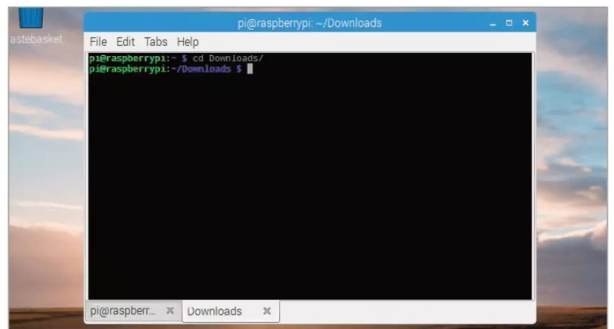 pi@raspberrypi: ~/Downloads
astebasket
File Edit Tabs Help
pi@raspberrypi:~ $ cd Downloads/
pi@raspberrypi:~/Downloads $
pi@raspberr... Downloads